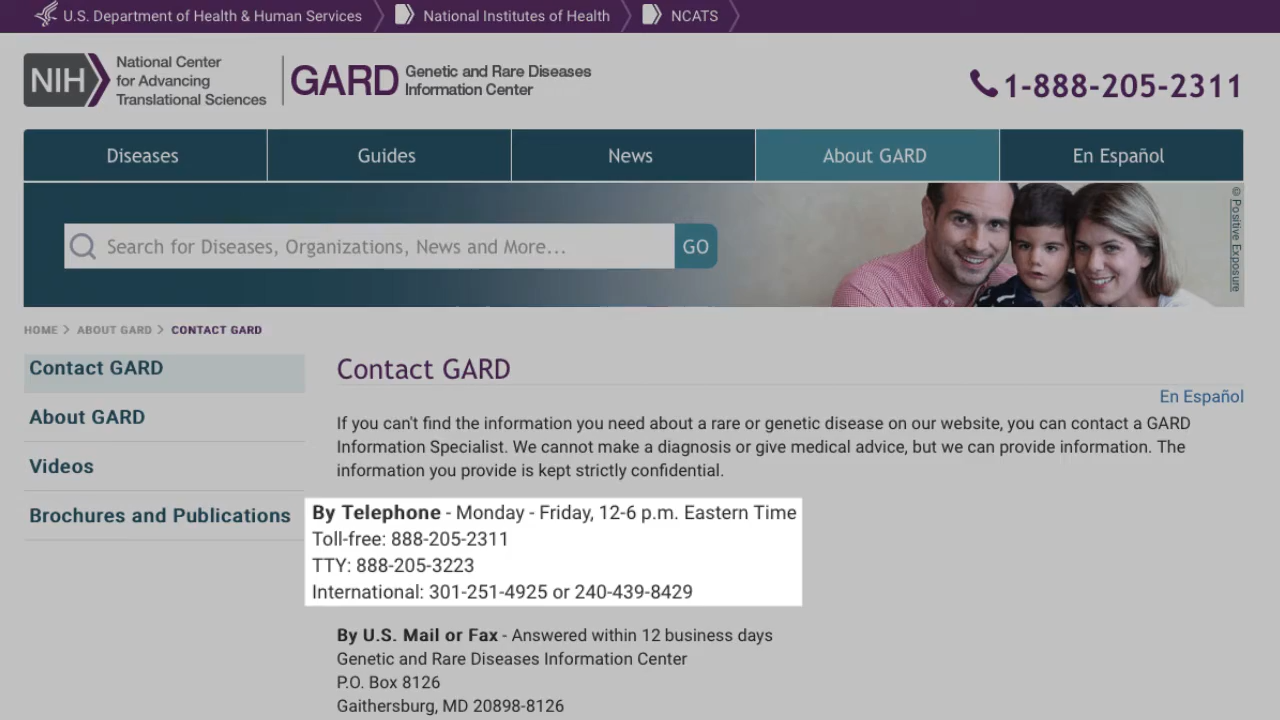 U.S. Department of Health & Human Services
National Institutes of Health
NCATS
NIH
National Center
for Advancing
Translational Sciences
GARD
Genetic and Rare Diseases
Information Center
1-888-205-2311
Diseases
Guides
News
About GARD
En Español
Search for Diseases, Organizations, News and More...
GO
© Positive Exposure
HOME > ABOUT GARD > CONTACT GARD
Contact GARD
About GARD
Videos
Brochures and Publications
Contact GARD
En Español
If you can't find the information you need about a rare or genetic disease on our website, you can contact a GARD
Information Specialist. We cannot make a diagnosis or give medical advice, but we can provide information. The
information you provide is kept strictly confidential.
By Telephone - Monday - Friday, 12-6 p.m. Eastern Time
Toll-free: 888-205-2311
TTY: 888-205-3223
International: 301-251-4925 or 240-439-8429
By U.S. Mail or Fax - Answered within 12 business days
Genetic and Rare Diseases Information Center
P.O. Box 8126
Gaithersburg, MD 20898-8126